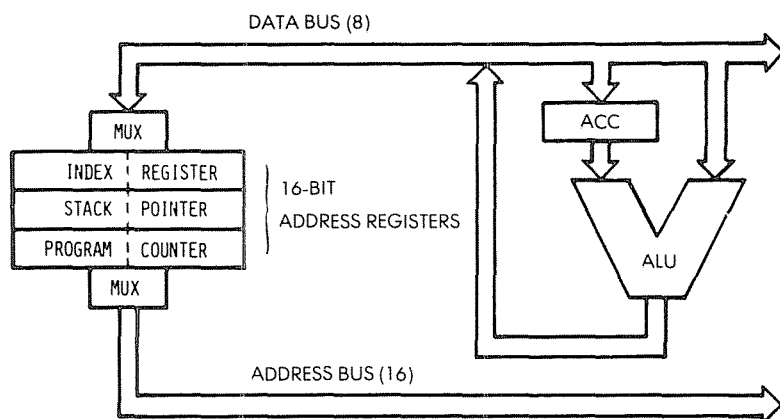 DATA BUS (8)
MUX
ACC
INDEX REGISTER
STACK POINTER
PROGRAM COUNTER
16-BIT
ADDRESS REGISTERS
MUX
ALU
ADDRESS BUS (16)